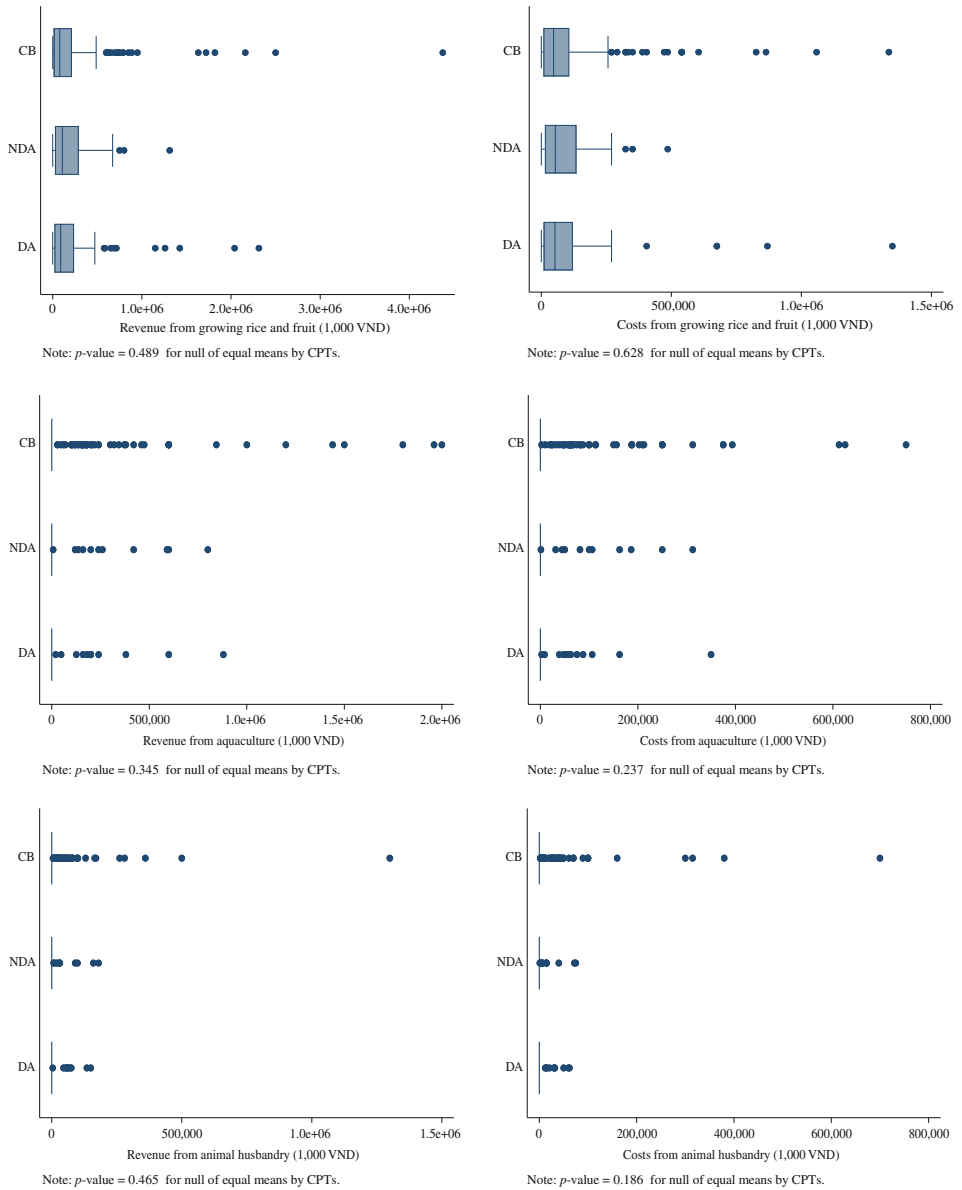 CB
NDA
DA
0 1.0e+06 2.0e+06 3.0e+06 4.0e+06
Revenue from growing rice and fruit (1,000 VND)
Note: p-value = 0.489 for null of equal means by CPTs.
CB
NDA
DA
0 500,000 1.0e+06 1.5e+06
Costs from growing rice and fruit (1,000 VND)
Note: p-value = 0.628 for null of equal means by CPTs.
CB
NDA
DA
0 500,000 1.0e+06 1.5e+06 2.0e+06
Revenue from aquaculture (1,000 VND)
Note: p-value = 0.345 for null of equal means by CPTs.
CB
NDA
DA
0 200,000 400,000 600,000 800,000
Costs from aquaculture (1,000 VND)
Note: p-value = 0.237 for null of equal means by CPTs.
CB
NDA
DA
0 500,000 1.0e+06 1.5e+06
Revenue from animal husbandry (1,000 VND)
Note: p-value = 0.465 for null of equal means by CPTs.
CB
NDA
DA
0 200,000 400,000 600,000 800,000
Costs from animal husbandry (1,000 VND)
Note: p-value = 0.186 for null of equal means by CPTs.